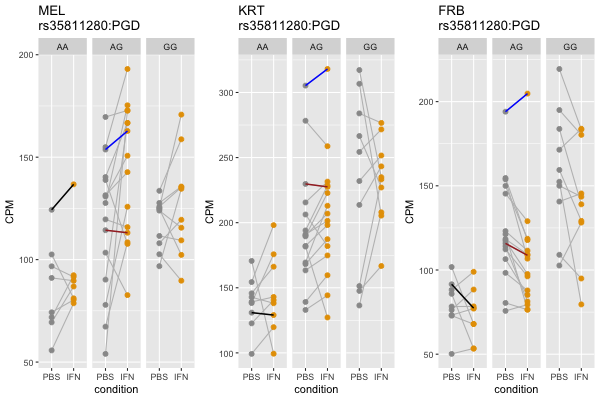 MEL
rs35811280:PGD
AA AG GG
CPM
200
150
100
50
PBS IFN PBS IFN PBS IFN
condition
KRT
rs35811280:PGD
AA AG GG
CPM
300
250
200
150
100
PBS IFN PBS IFN PBS IFN
condition
FRB
rs35811280:PGD
AA AG GG
CPM
200
150
100
50
PBS IFN PBS IFN PBS IFN
condition